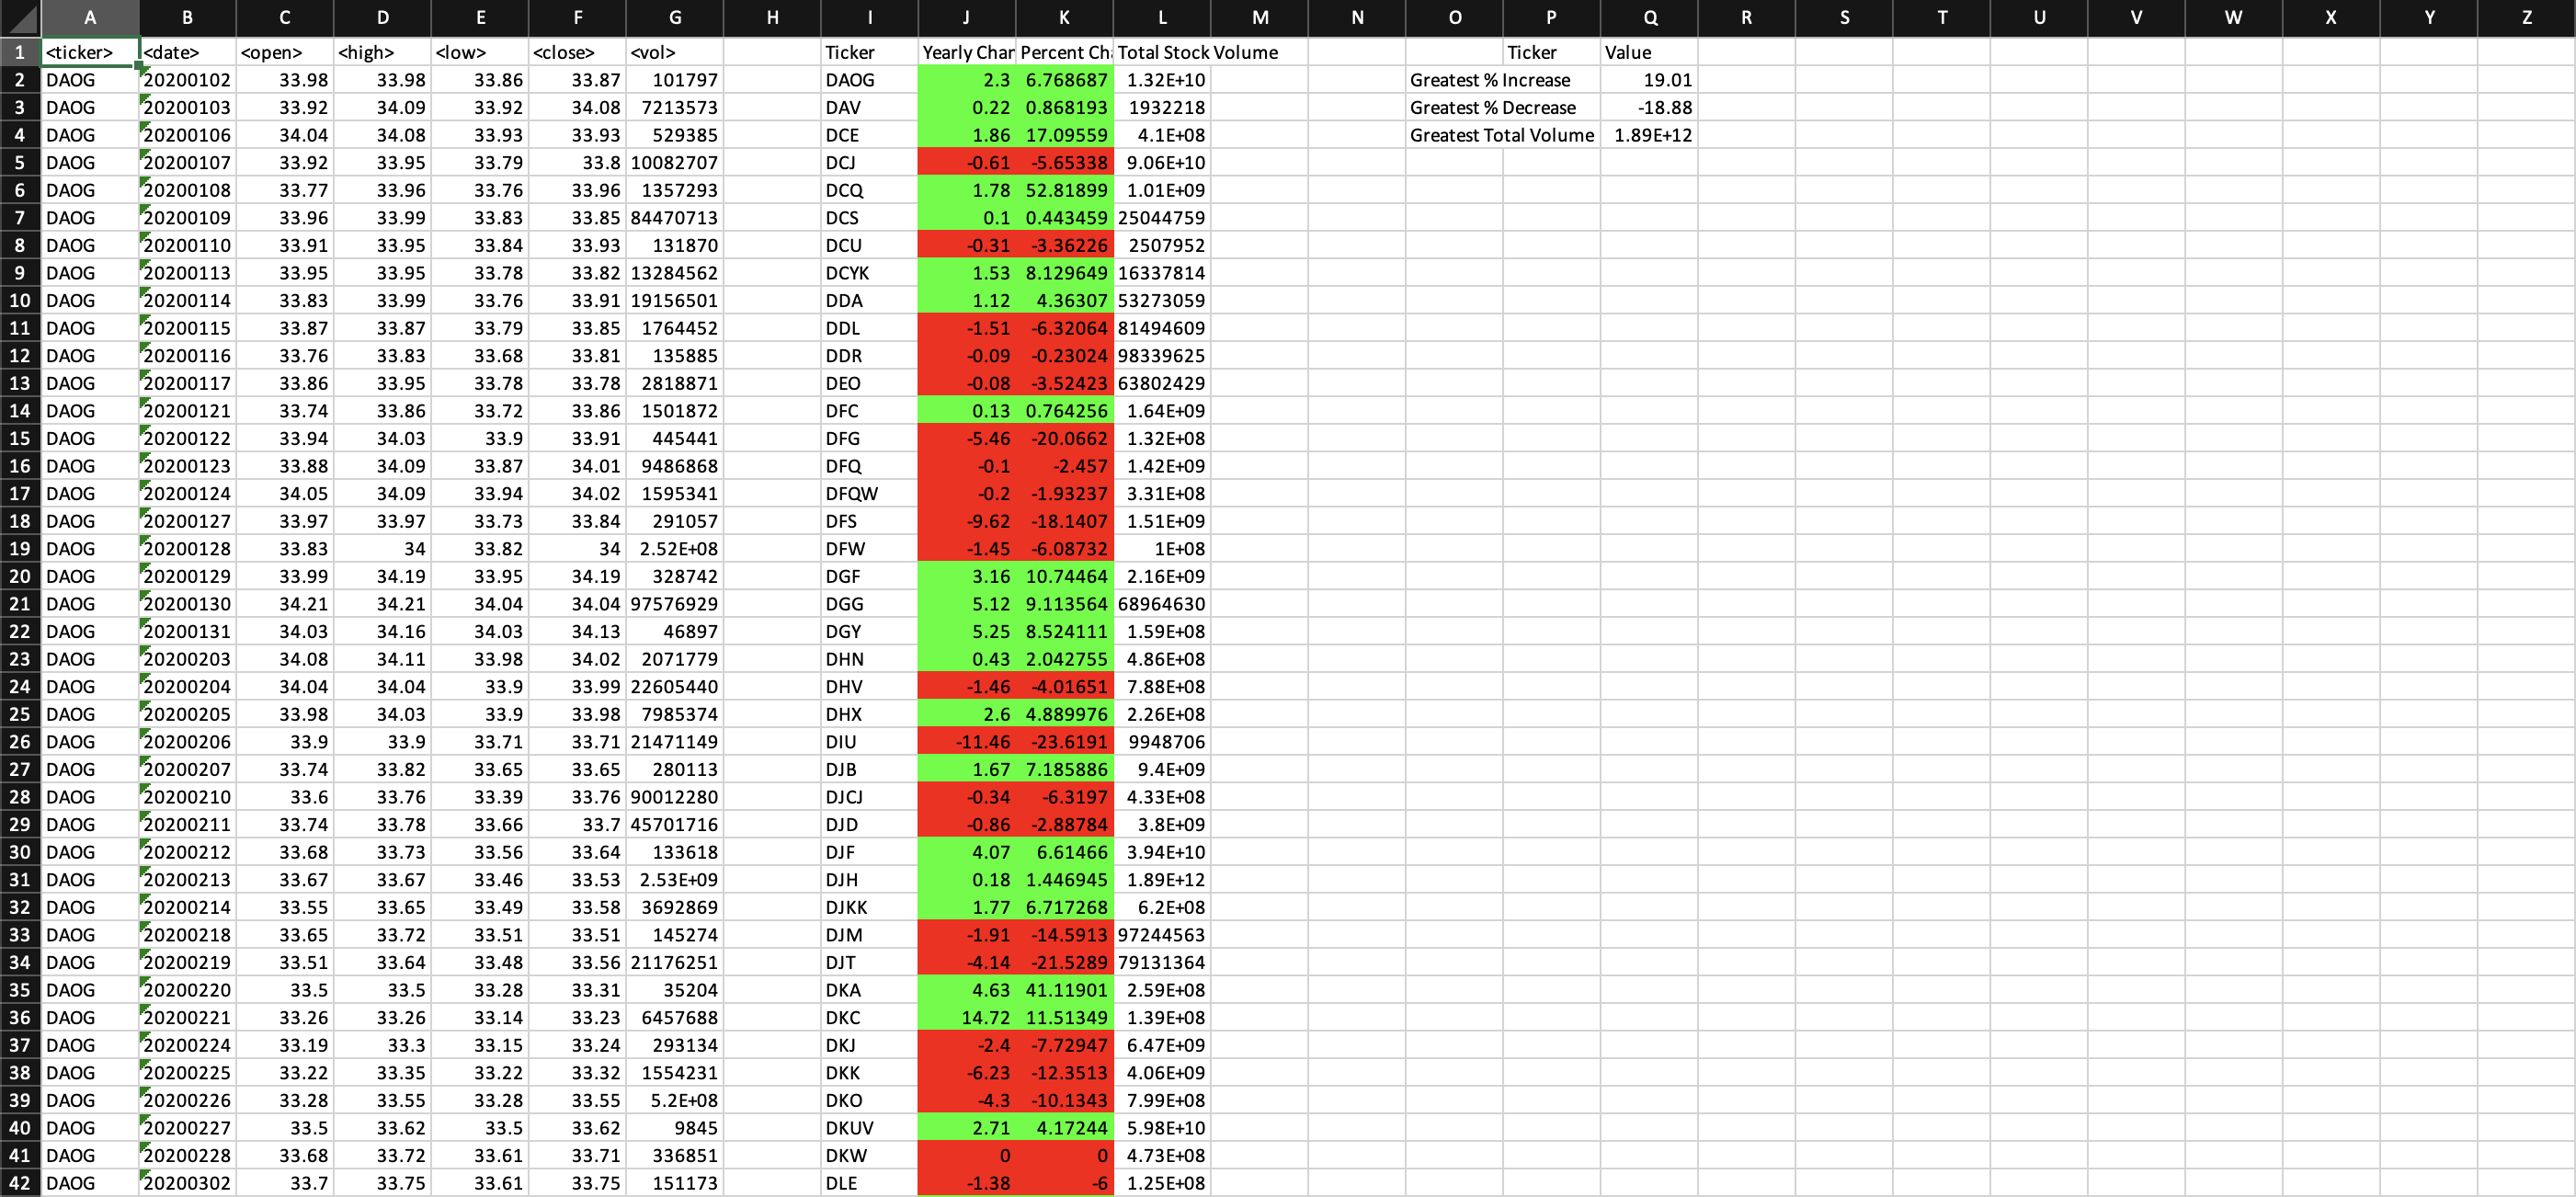 A B C D E F G H I J K L M N O P Q R S T U V W X Y Z
1 <ticker> <date> <open> <high> <low> <close> <vol> Ticker Yearly Char Percent Ch Total Stock Volume Ticker Value
2 DAOG 20200102 33.98 33.98 33.86 33.87 101797 DAOG 2.3 6.768687 1.32E+10 Greatest % Increase 19.01
3 DAOG 20200103 33.92 34.09 33.92 34.08 7213573 DAV 0.22 0.868193 1932218 Greatest % Decrease -18.88
4 DAOG 20200106 34.04 34.08 33.93 33.93 529385 DCE 1.86 17.09559 4.1E+08 Greatest Total Volume 1.89E+12
5 DAOG 20200107 33.92 33.95 33.79 33.8 10082707 DCJ -0.61 -5.65338 9.06E+10
6 DAOG 20200108 33.77 33.96 33.76 33.96 1357293 DCQ 1.78 52.81899 1.01E+09
7 DAOG 20200109 33.96 33.99 33.83 33.85 84470713 DCS 0.1 0.443459 25044759
8 DAOG 20200110 33.91 33.95 33.84 33.93 131870 DCU -0.31 -3.36226 2507952
9 DAOG 20200113 33.95 33.95 33.78 33.82 13284562 DCYK 1.53 8.129649 16337814
10 DAOG 20200114 33.83 33.99 33.76 33.91 19156501 DDA 1.12 4.36307 53273059
11 DAOG 20200115 33.87 33.87 33.79 33.85 1764452 DDL -1.51 -6.32064 81494609
12 DAOG 20200116 33.76 33.83 33.68 33.81 135885 DDR -0.09 -0.23024 98339625
13 DAOG 20200117 33.86 33.95 33.78 33.78 2818871 DEO -0.08 -3.52423 63802429
14 DAOG 20200121 33.74 33.86 33.72 33.86 1501872 DFC 0.13 0.764256 1.64E+09
15 DAOG 20200122 33.94 34.03 33.9 33.91 445441 DFG -5.46 -20.0662 1.32E+08
16 DAOG 20200123 33.88 34.09 33.87 34.01 9486868 DFQ -0.1 -2.457 1.42E+09
17 DAOG 20200124 34.05 34.09 33.94 34.02 1595341 DFQW -0.2 -1.93237 3.31E+08
18 DAOG 20200127 33.97 33.97 33.73 33.84 291057 DFS -9.62 -18.1407 1.51E+09
19 DAOG 20200128 33.83 34 33.82 34 2.52E+08 DFW -1.45 -6.08732 1E+08
20 DAOG 20200129 33.99 34.19 33.95 34.19 328742 DGF 3.16 10.74464 2.16E+09
21 DAOG 20200130 34.21 34.21 34.04 34.04 97576929 DGG 5.12 9.113564 68964630
22 DAOG 20200131 34.03 34.16 34.03 34.13 46897 DGY 5.25 8.524111 1.59E+08
23 DAOG 20200203 34.08 34.11 33.98 34.02 2071779 DHN 0.43 2.042755 4.86E+08
24 DAOG 20200204 34.04 34.04 33.9 33.99 22605440 DHV -1.46 -4.01651 7.88E+08
25 DAOG 20200205 33.98 34.03 33.9 33.98 7985374 DHX 2.6 4.889976 2.26E+08
26 DAOG 20200206 33.9 33.9 33.71 33.71 21471149 DIU -11.46 -23.6191 9948706
27 DAOG 20200207 33.74 33.82 33.65 33.65 280113 DJB 1.67 7.185886 9.4E+09
28 DAOG 20200210 33.6 33.76 33.39 33.76 90012280 DJCJ -0.34 -6.3197 4.33E+08
29 DAOG 20200211 33.74 33.78 33.66 33.7 45701716 DJD -0.86 -2.88784 3.8E+09
30 DAOG 20200212 33.68 33.73 33.56 33.64 133618 DJF 4.07 6.61466 3.94E+10
31 DAOG 20200213 33.67 33.67 33.46 33.53 2.53E+09 DJH 0.18 1.446945 1.89E+12
32 DAOG 20200214 33.55 33.65 33.49 33.58 3692869 DJKK 1.77 6.717268 6.2E+08
33 DAOG 20200218 33.65 33.72 33.51 33.51 145274 DJM -1.91 -14.5913 97244563
34 DAOG 20200219 33.51 33.64 33.48 33.56 21176251 DJT -4.14 -21.5289 79131364
35 DAOG 20200220 33.5 33.5 33.28 33.31 35204 DKA 4.63 41.11901 2.59E+08
36 DAOG 20200221 33.26 33.26 33.14 33.23 6457688 DKC 14.72 11.51349 1.39E+08
37 DAOG 20200224 33.19 33.3 33.15 33.24 293134 DKJ -2.4 -7.72947 6.47E+09
38 DAOG 20200225 33.22 33.35 33.22 33.32 1554231 DKK -6.23 -12.3513 4.06E+09
39 DAOG 20200226 33.28 33.55 33.28 33.55 5.2E+08 DKO -4.3 -10.1343 7.99E+08
40 DAOG 20200227 33.5 33.62 33.5 33.62 9845 DKUV 2.71 4.17244 5.98E+10
41 DAOG 20200228 33.68 33.72 33.61 33.71 336851 DKW 0 0 4.73E+08
42 DAOG 20200302 33.7 33.75 33.61 33.75 151173 DLE -1.38 -6 1.25E+08